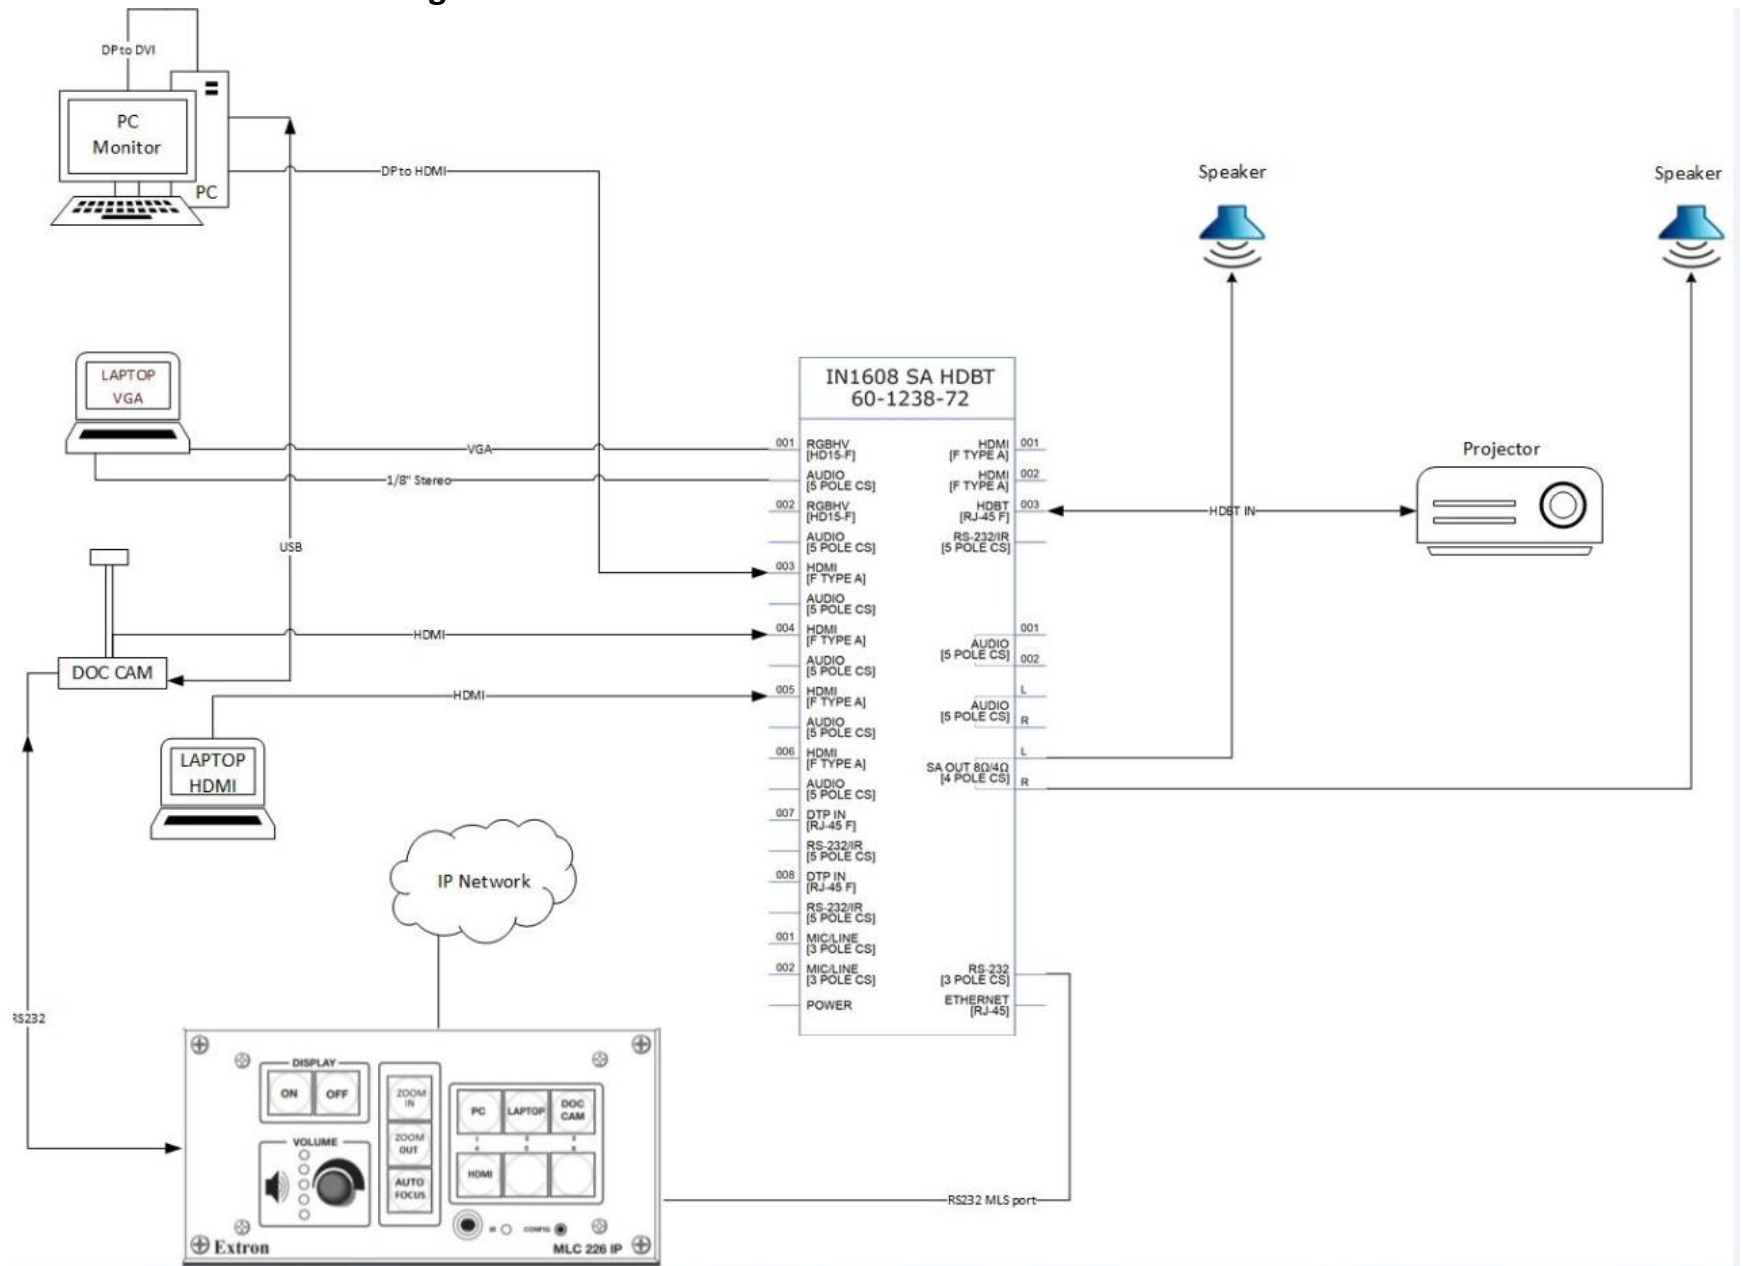 DP to DVI
PC
Monitor
PC
DP to HDMI
Speaker
Speaker
LAPTOP
VGA
VGA
1/8" Stereo
USB
DOC CAM
HDMI
HDMI
LAPTOP
HDMI
IP Network
IN1608 SA HDBT
60-1238-72
001 RGBHV
[HD15-F]
AUDIO
[5 POLE CS]
002 RGBHV
[HD15-F]
AUDIO
[5 POLE CS]
003 HDMI
[F TYPE A]
AUDIO
[5 POLE CS]
004 HDMI
[F TYPE A]
AUDIO
[5 POLE CS]
005 HDMI
[F TYPE A]
AUDIO
[5 POLE CS]
006 HDMI
[F TYPE A]
AUDIO
[5 POLE CS]
007 DTP IN
[RJ-45 F]
RS-232/IR
[5 POLE CS]
008 DTP IN
[RJ-45 F]
RS-232/IR
[5 POLE CS]
001 MIC/LINE
[3 POLE CS]
002 MIC/LINE
[3 POLE CS]
POWER
HDMI 001
[F TYPE A]
HDMI 002
[F TYPE A]
HDBT 003
[RJ-45 F]
RS-232/IR
[5 POLE CS]
001
AUDIO
[5 POLE CS] 002
L
AUDIO
[5 POLE CS] R
L
SA OUT 8Ω/4Ω
[4 POLE CS] R
RS-232
[3 POLE CS]
ETHERNET
[RJ-45]
HDBT IN
Projector
RS232
RS232 MLS port
DISPLAY
ON OFF
VOLUME
ZOOM
IN
ZOOM
OUT
AUTO
FOCUS
PC LAPTOP DOC
CAM
1 2 3
4 5 6
HDMI
IR CONFIG
Extron
MLC 226 IP